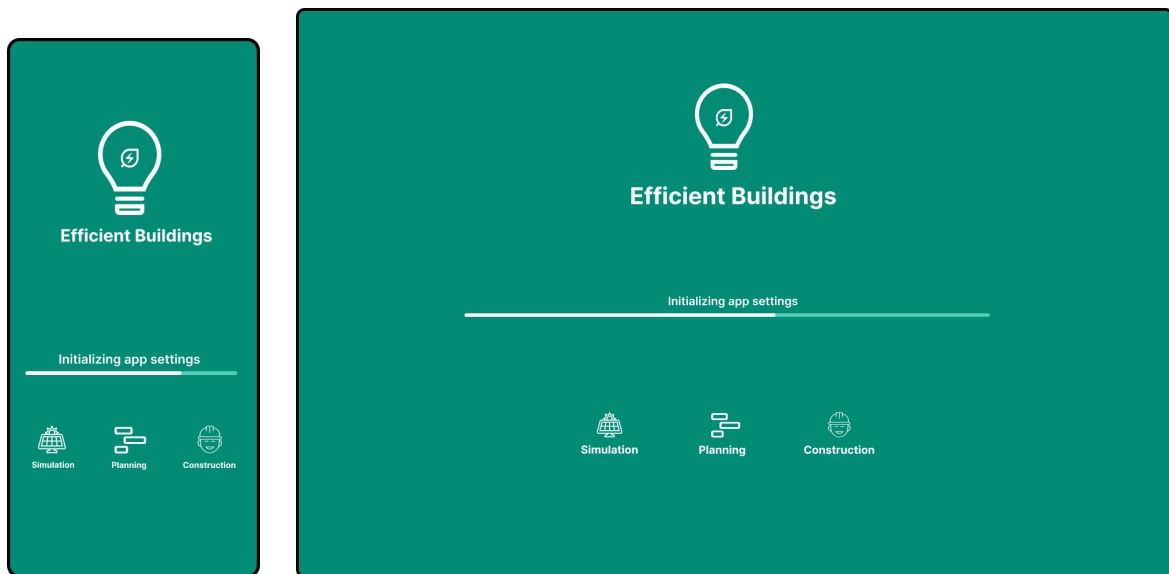 Efficient Buildings
Initializing app settings
Simulation Planning Construction
Efficient Buildings
Initializing app settings
Simulation Planning Construction